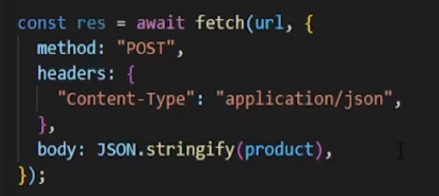 const res = await fetch(url, {
  method: "POST",
  headers: {
    "Content-Type": "application/json",
  },
  body: JSON.stringify(product),
});